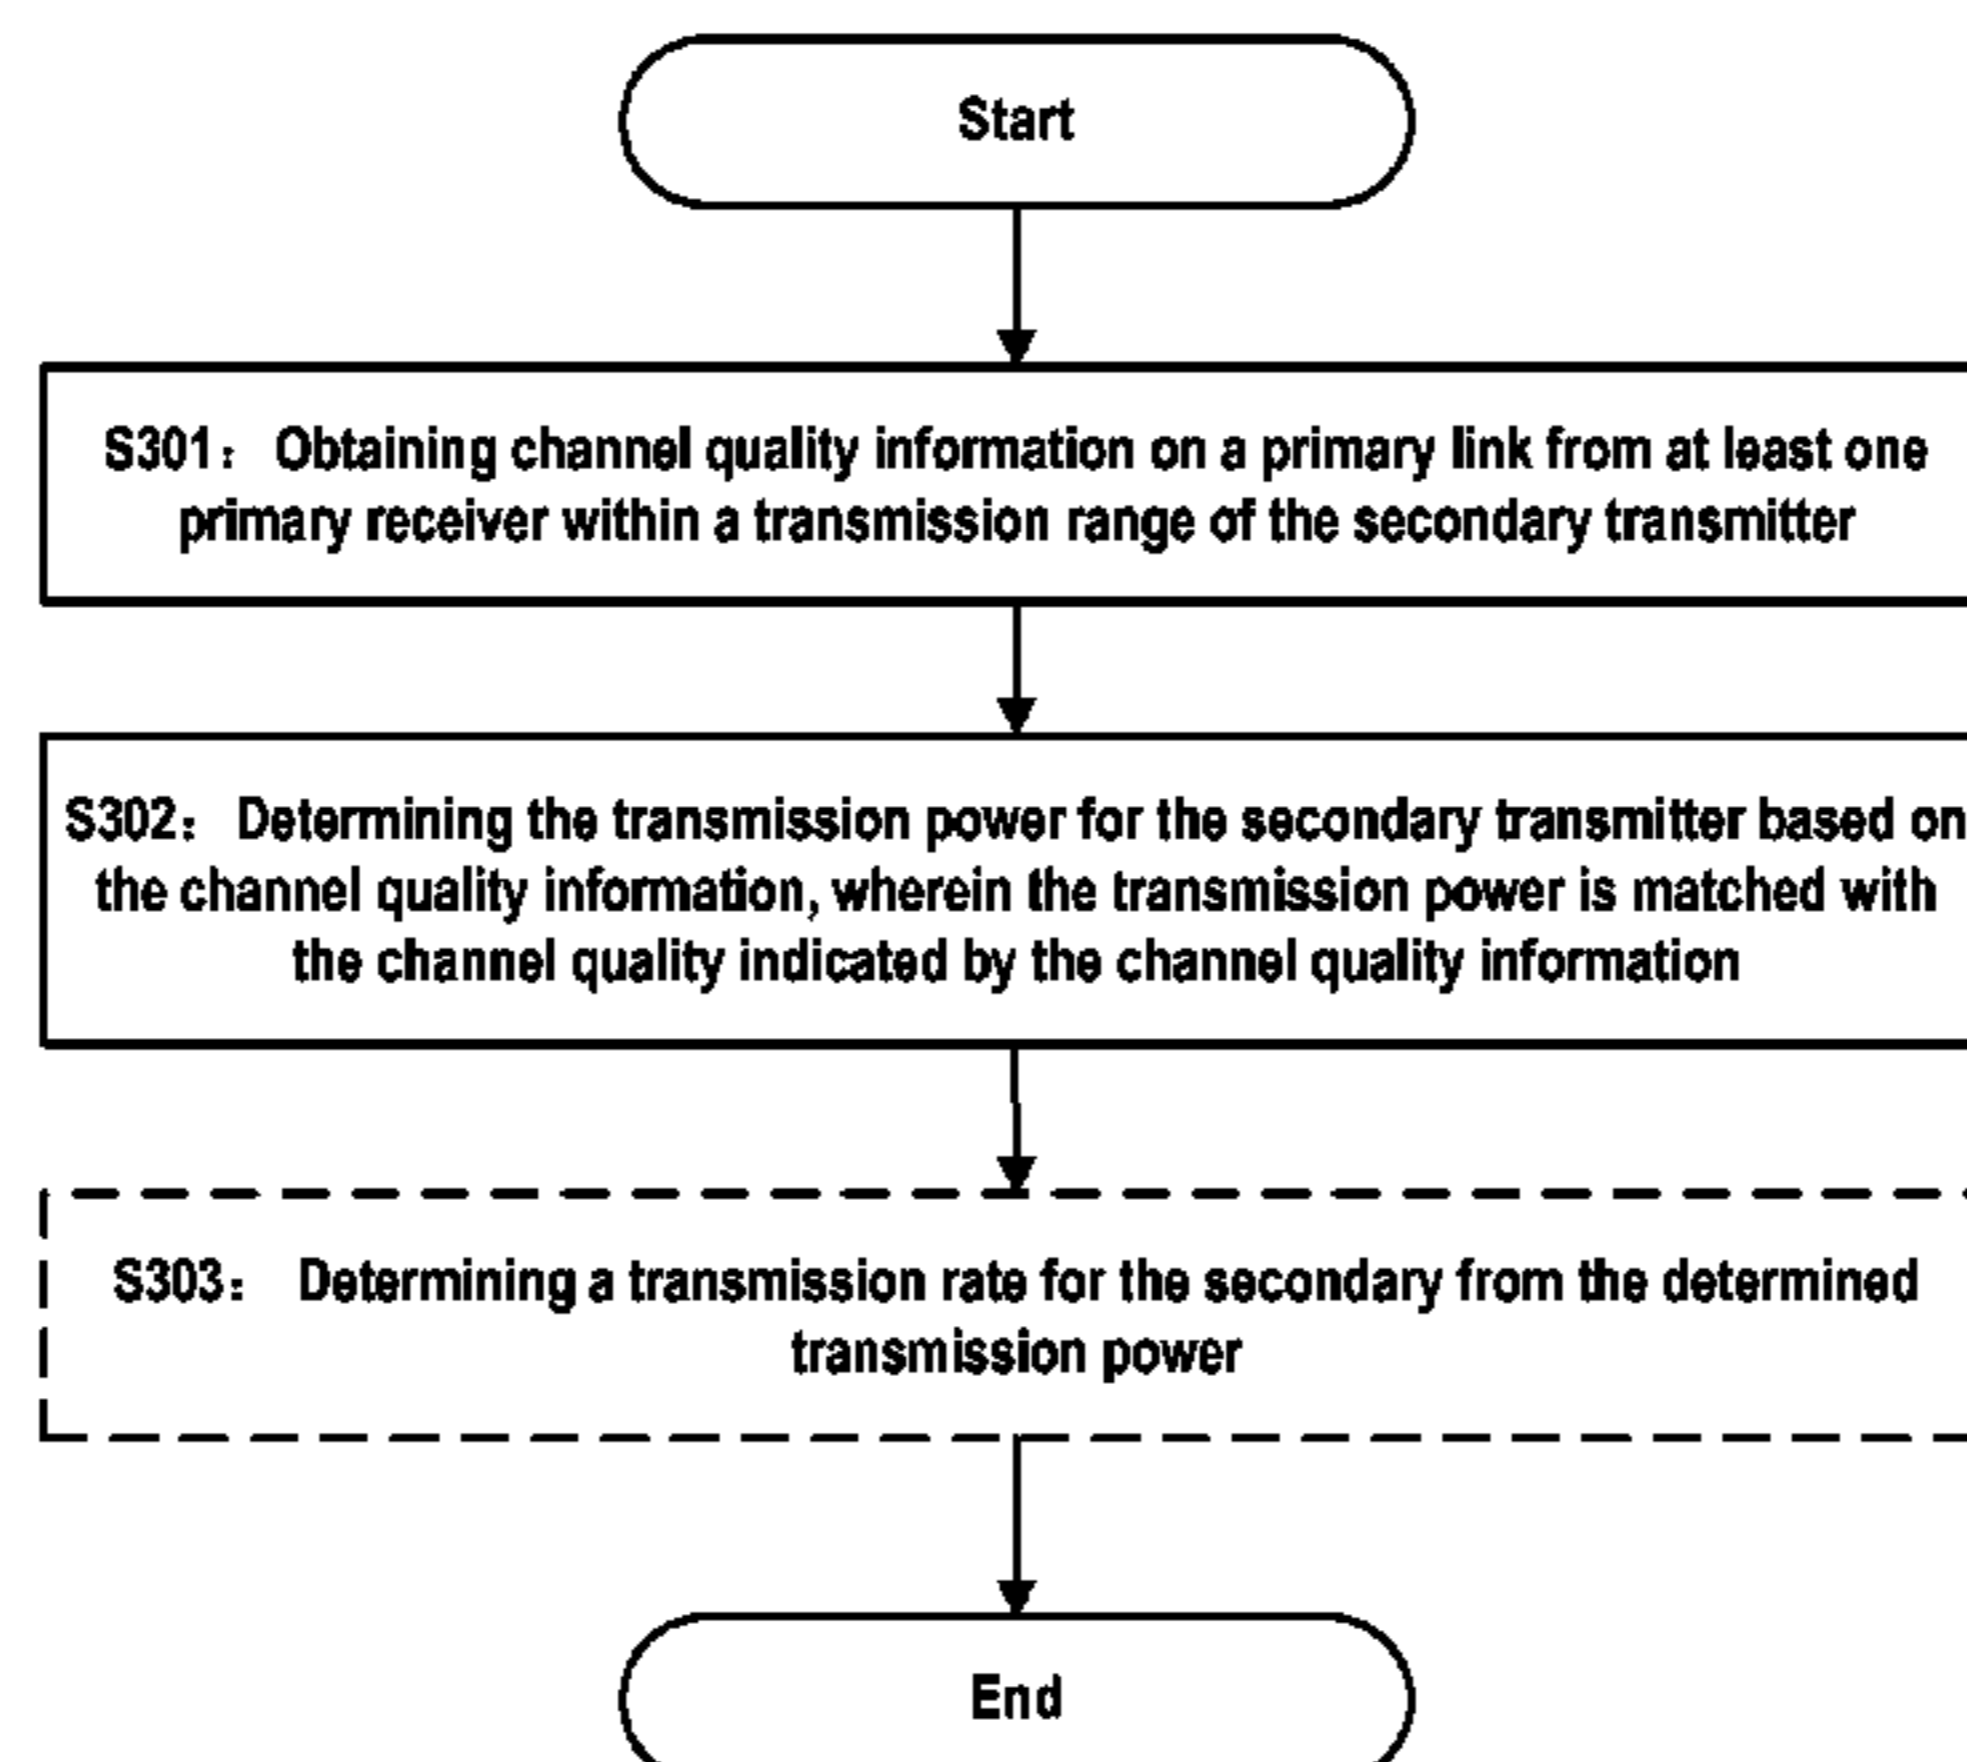 Start
S301： Obtaining channel quality information on a primary link from at least one
primary receiver within a transmission range of the secondary transmitter
S302： Determining the transmission power for the secondary transmitter based on
the channel quality information, wherein the transmission power is matched with
the channel quality indicated by the channel quality information
S303： Determining a transmission rate for the secondary from the determined
transmission power
End